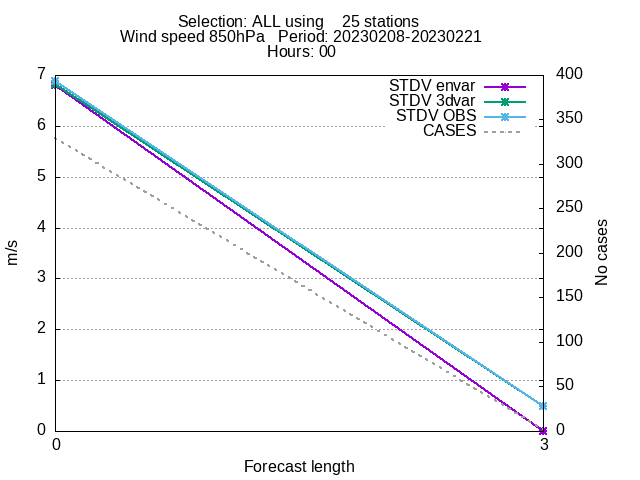 Selection: ALL using    25 stations
Wind speed 850hPa   Period: 20230208-20230221
Hours: 00
7
400
STDV envar
STDV 3dvar
350
STDV OBS
6
CASES
300
5
250
4
m/s
No cases
200
3
150
2
100
1
50
0
0
0
3
Forecast length